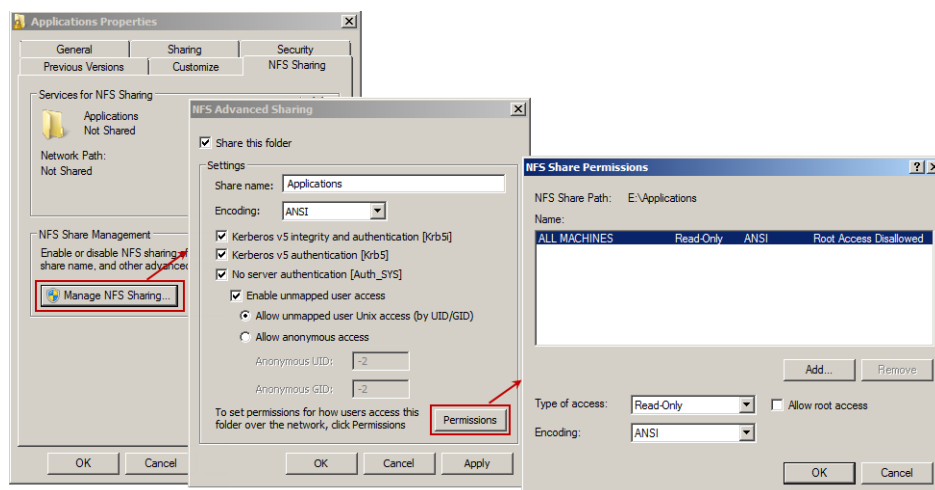 Applications Properties
General
Sharing
Security
Previous Versions
Customize
NFS Sharing
Services for NFS Sharing
Applications
Not Shared
Network Path:
Not Shared
NFS Share Management
Enable or disable NFS sharing
share name, and other advanced
Manage NFS Sharing...
OK
Cancel
NFS Advanced Sharing
Share this folder
Settings
Share name:
Applications
Encoding:
ANSI
Kerberos v5 integrity and authentication [Krb5i]
Kerberos v5 authentication [Krb5]
No server authentication [Auth_SYS]
Enable unmapped user access
Allow unmapped user Unix access (by UID/GID)
Allow anonymous access
Anonymous UID:
-2
Anonymous GID:
-2
To set permissions for how users access this
folder over the network, click Permissions
Permissions
OK
Cancel
Apply
NFS Share Permissions
NFS Share Path: E:\Applications
Name:
ALL MACHINES Read-Only ANSI Root Access Disallowed
Add...
Remove
Type of access:
Read-Only
Allow root access
Encoding:
ANSI
OK
Cancel